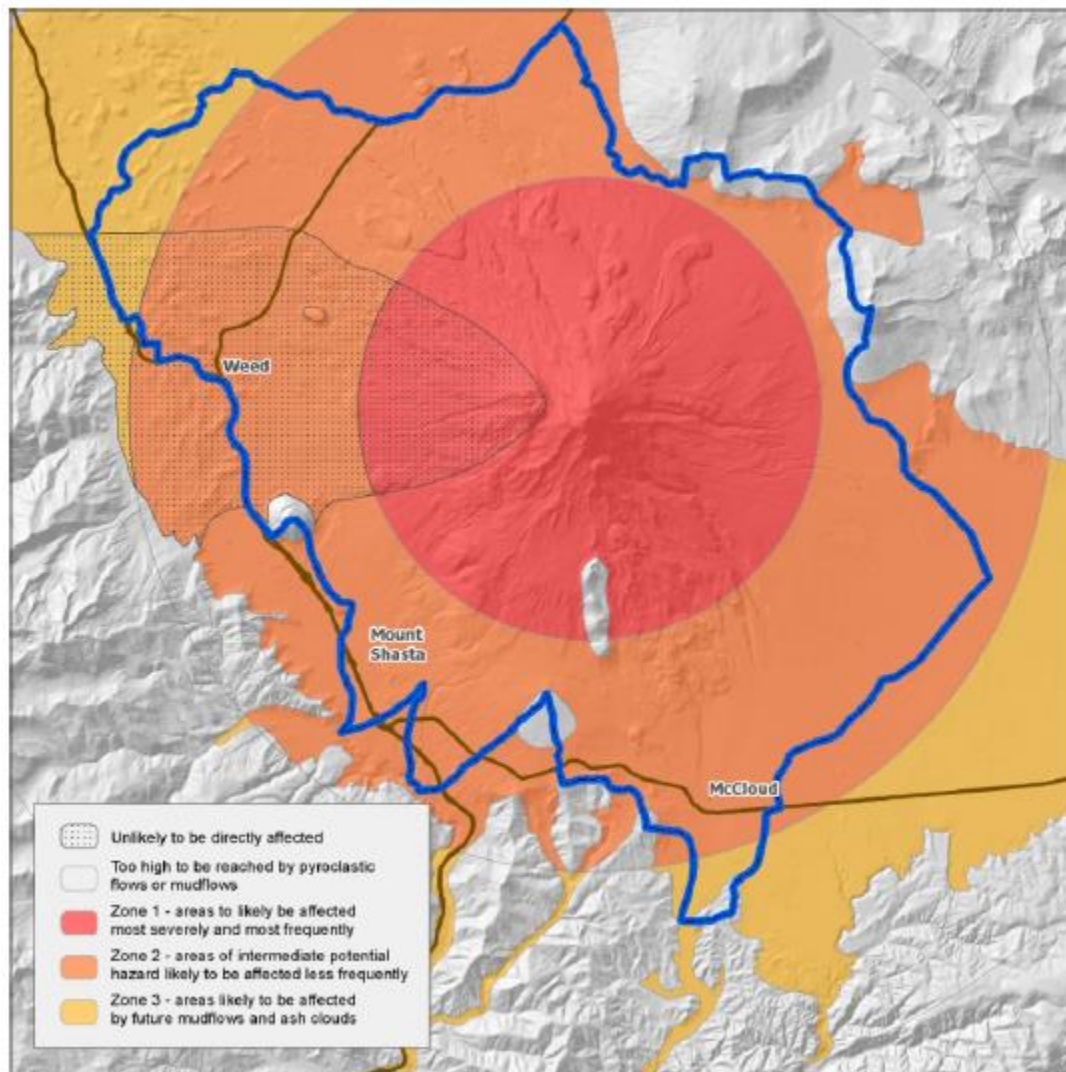 Weed
Mount
Shasta
McCloud
Unlikely to be directly affected
Too high to be reached by pyroclastic
flows or mudflows
Zone 1 - areas to likely be affected
most severely and most frequently
Zone 2 - areas of intermediate potential
hazard likely to be affected less frequently
Zone 3 - areas likely to be affected
by future mudflows and ash clouds